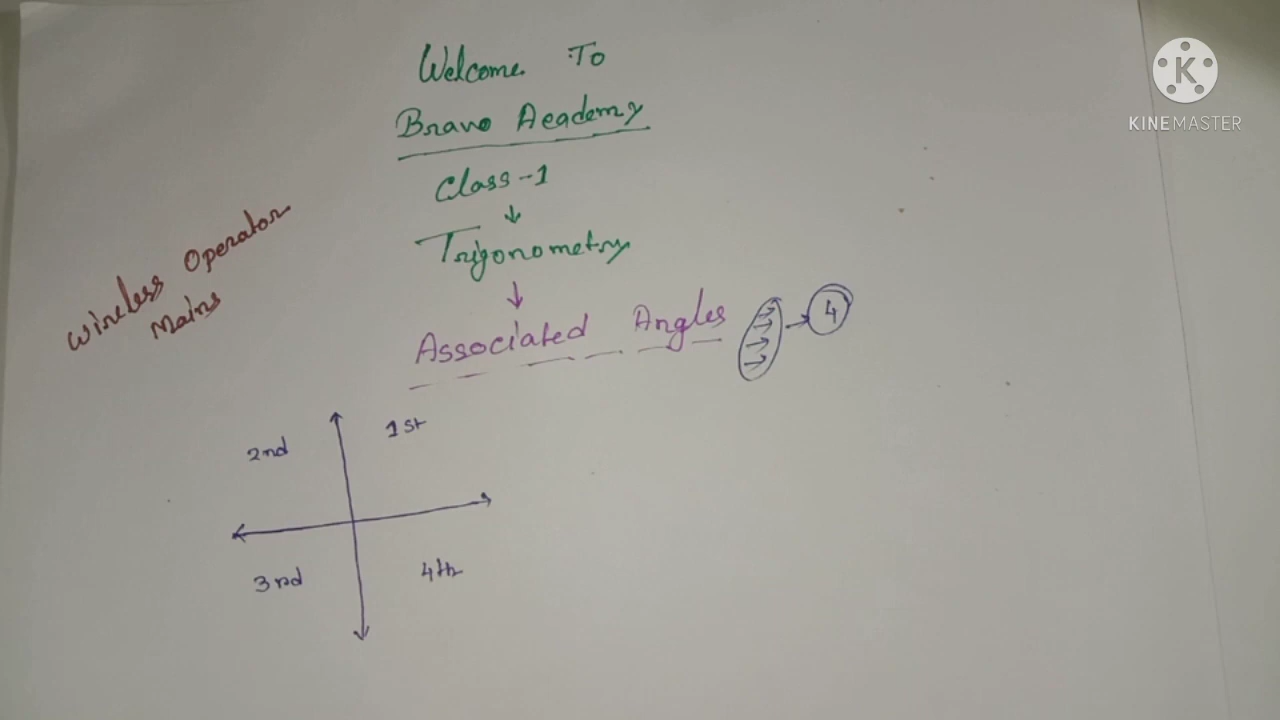 Welcome To
Bravo Academy
Class-1
↓
Trigonometry
↓
Associated Angles → 4
Wireless Operator
Mains
2nd 1st
3rd 4th
K
KINEMASTER